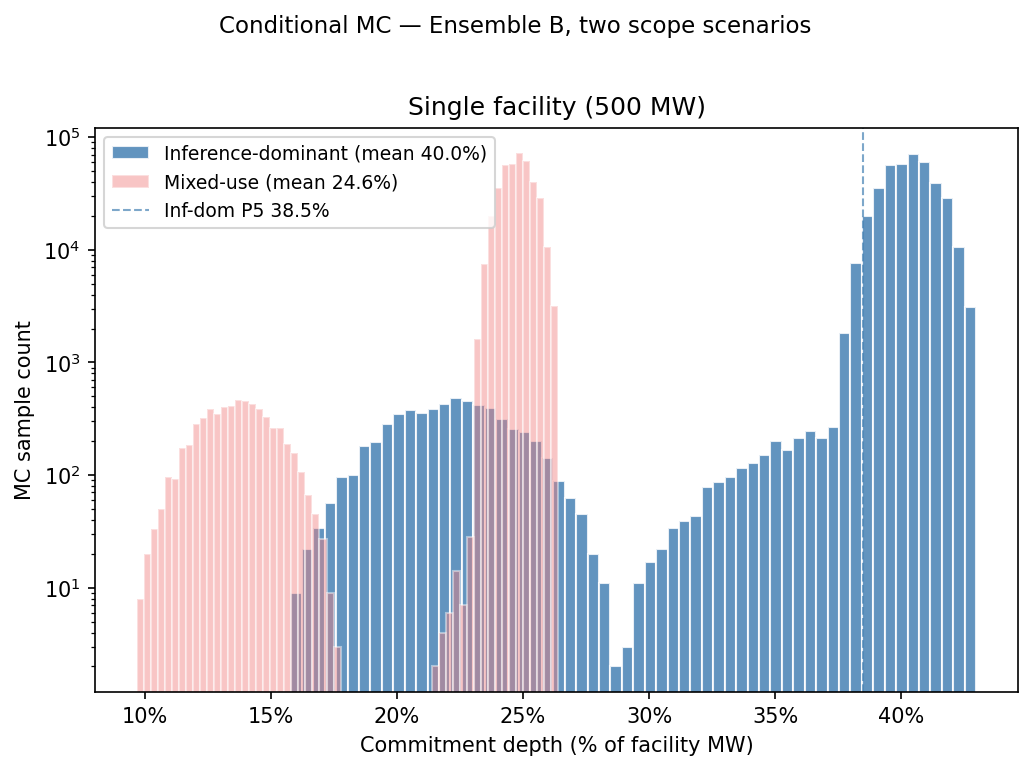 Conditional MC — Ensemble B, two scope scenarios
Single facility (500 MW)
Inference-dominant (mean 40.0%)
Mixed-use (mean 24.6%)
Inf-dom P5 38.5%
10⁵
10⁴
10³
10²
10¹
MC sample count
10% 15% 20% 25% 30% 35% 40%
Commitment depth (% of facility MW)